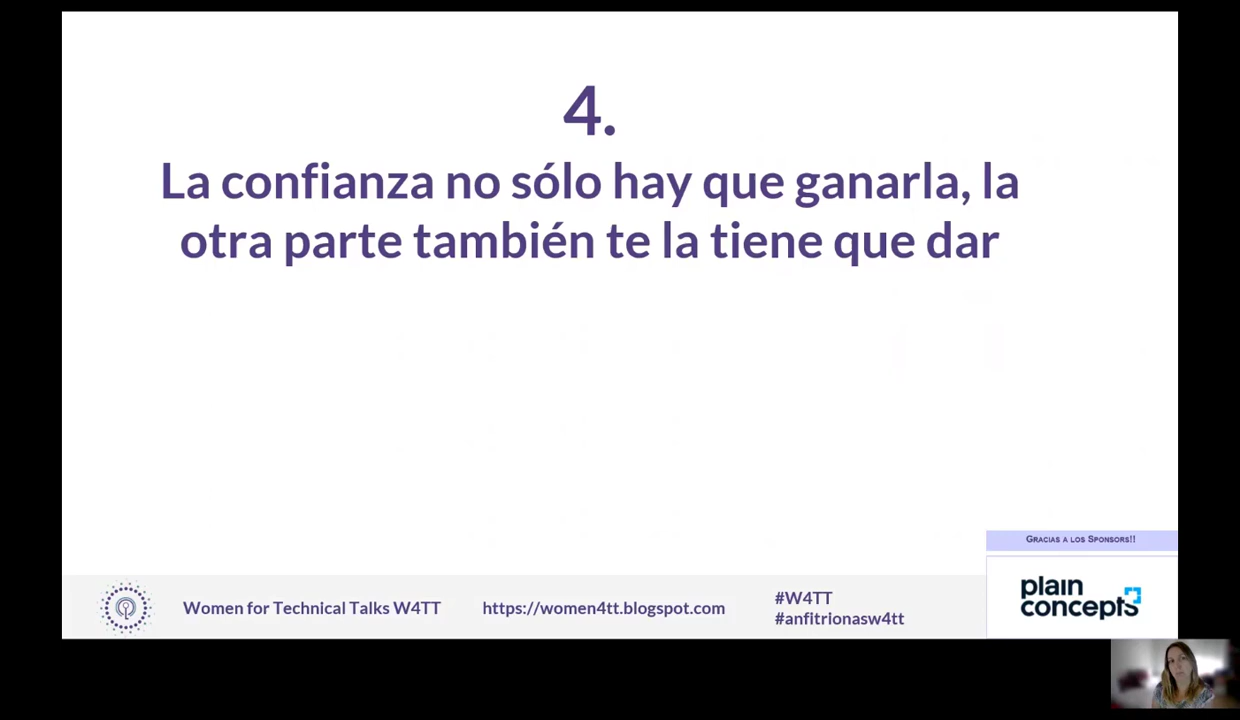 4.
La confianza no sólo hay que ganarla, la
otra parte también te la tiene que dar
GRACIAS A LOS SPONSORS!!
Women for Technical Talks W4TT
https://women4tt.blogspot.com
#W4TT
#anfitrionasw4tt
plain
concepts